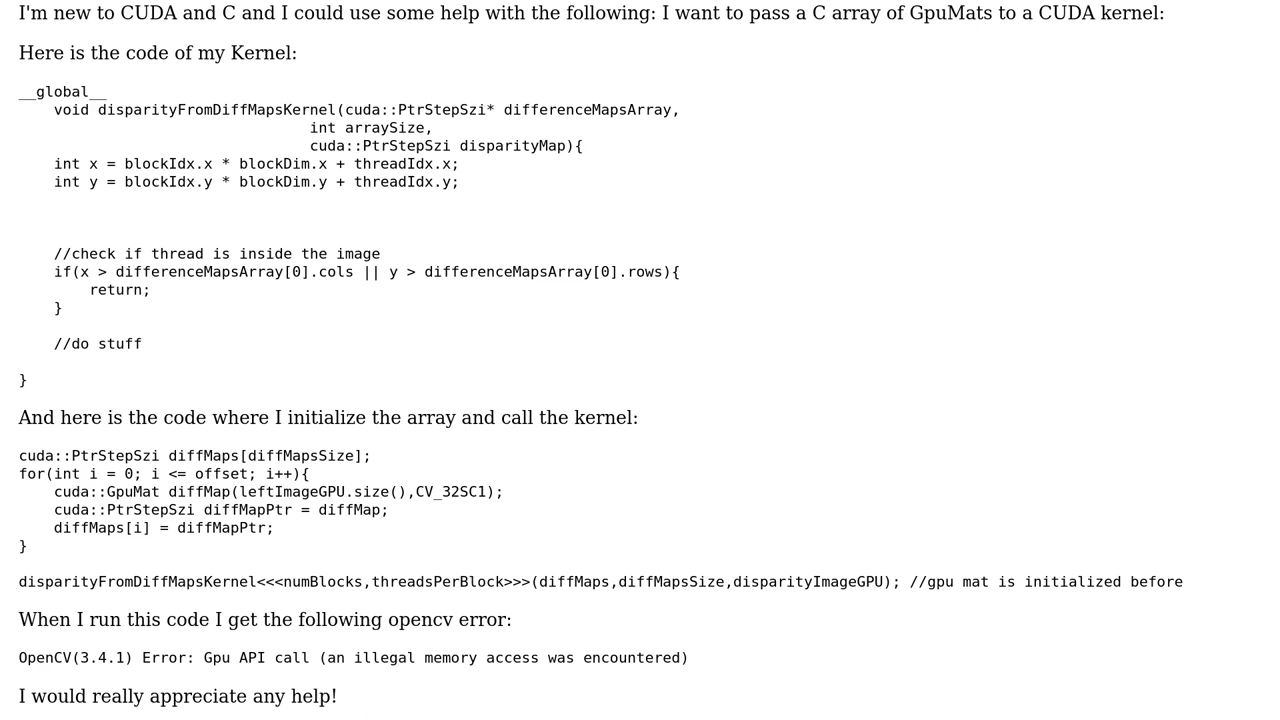 I'm new to CUDA and C and I could use some help with the following: I want to pass a C array of GpuMats to a CUDA kernel:
Here is the code of my Kernel:
__global__
    void disparityFromDiffMapsKernel(cuda::PtrStepSzi* differenceMapsArray,
                                 int arraySize,
                                 cuda::PtrStepSzi disparityMap){
    int x = blockIdx.x * blockDim.x + threadIdx.x;
    int y = blockIdx.y * blockDim.y + threadIdx.y;
    //check if thread is inside the image
    if(x > differenceMapsArray[0].cols || y > differenceMapsArray[0].rows){
        return;
    }
    //do stuff
}
And here is the code where I initialize the array and call the kernel:
cuda::PtrStepSzi diffMaps[diffMapsSize];
for(int i = 0; i <= offset; i++){
    cuda::GpuMat diffMap(leftImageGPU.size(),CV_32SC1);
    cuda::PtrStepSzi diffMapPtr = diffMap;
    diffMaps[i] = diffMapPtr;
}
disparityFromDiffMapsKernel<<<numBlocks,threadsPerBlock>>>(diffMaps,diffMapsSize,disparityImageGPU); //gpu mat is initialized before
When I run this code I get the following opencv error:
OpenCV(3.4.1) Error: Gpu API call (an illegal memory access was encountered)
I would really appreciate any help!